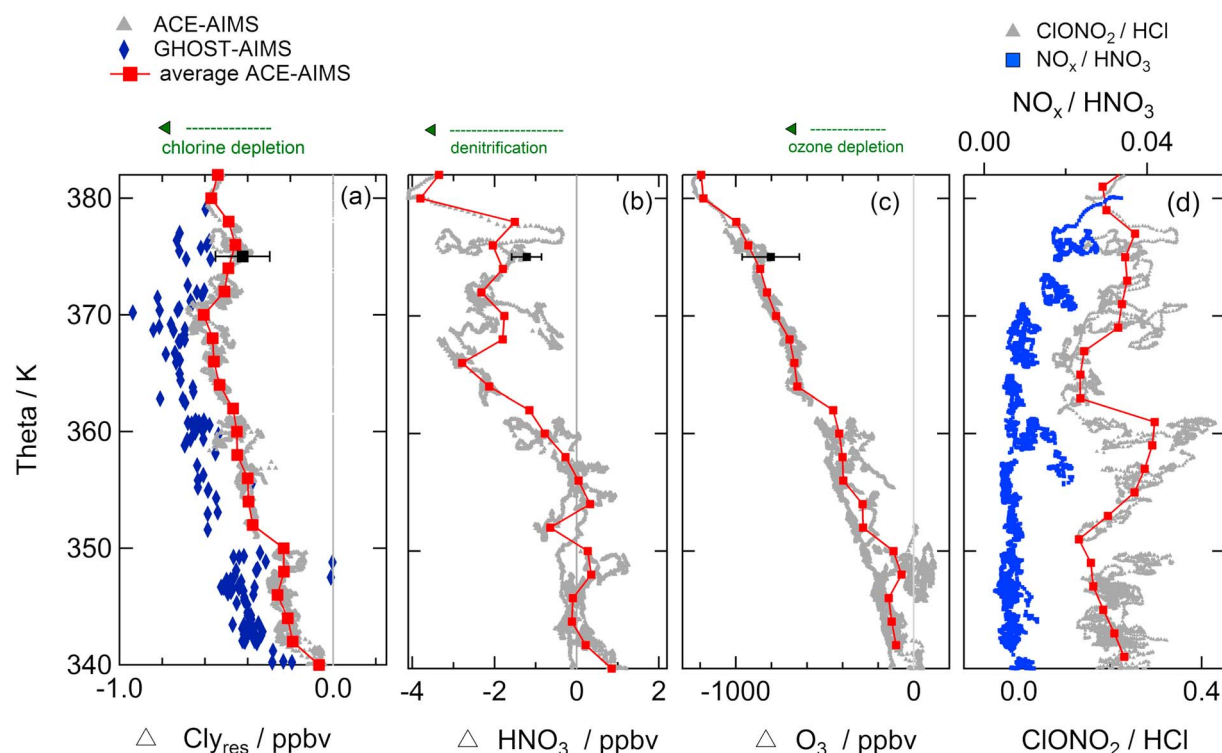 ACE-AIMS
GHOST-AIMS
average ACE-AIMS
ClONO2 / HCl
NOx / HNO3
NOx / HNO3
chlorine depletion
denitrification
ozone depletion
0.00 0.04
(a)
(b)
(c)
(d)
Theta / K
380
370
360
350
340
-1.0 0.0
-4 -2 0 2
-1000 0
0.0 0.4
△ Clyres / ppbv
△ HNO3 / ppbv
△ O3 / ppbv
ClONO2 / HCl